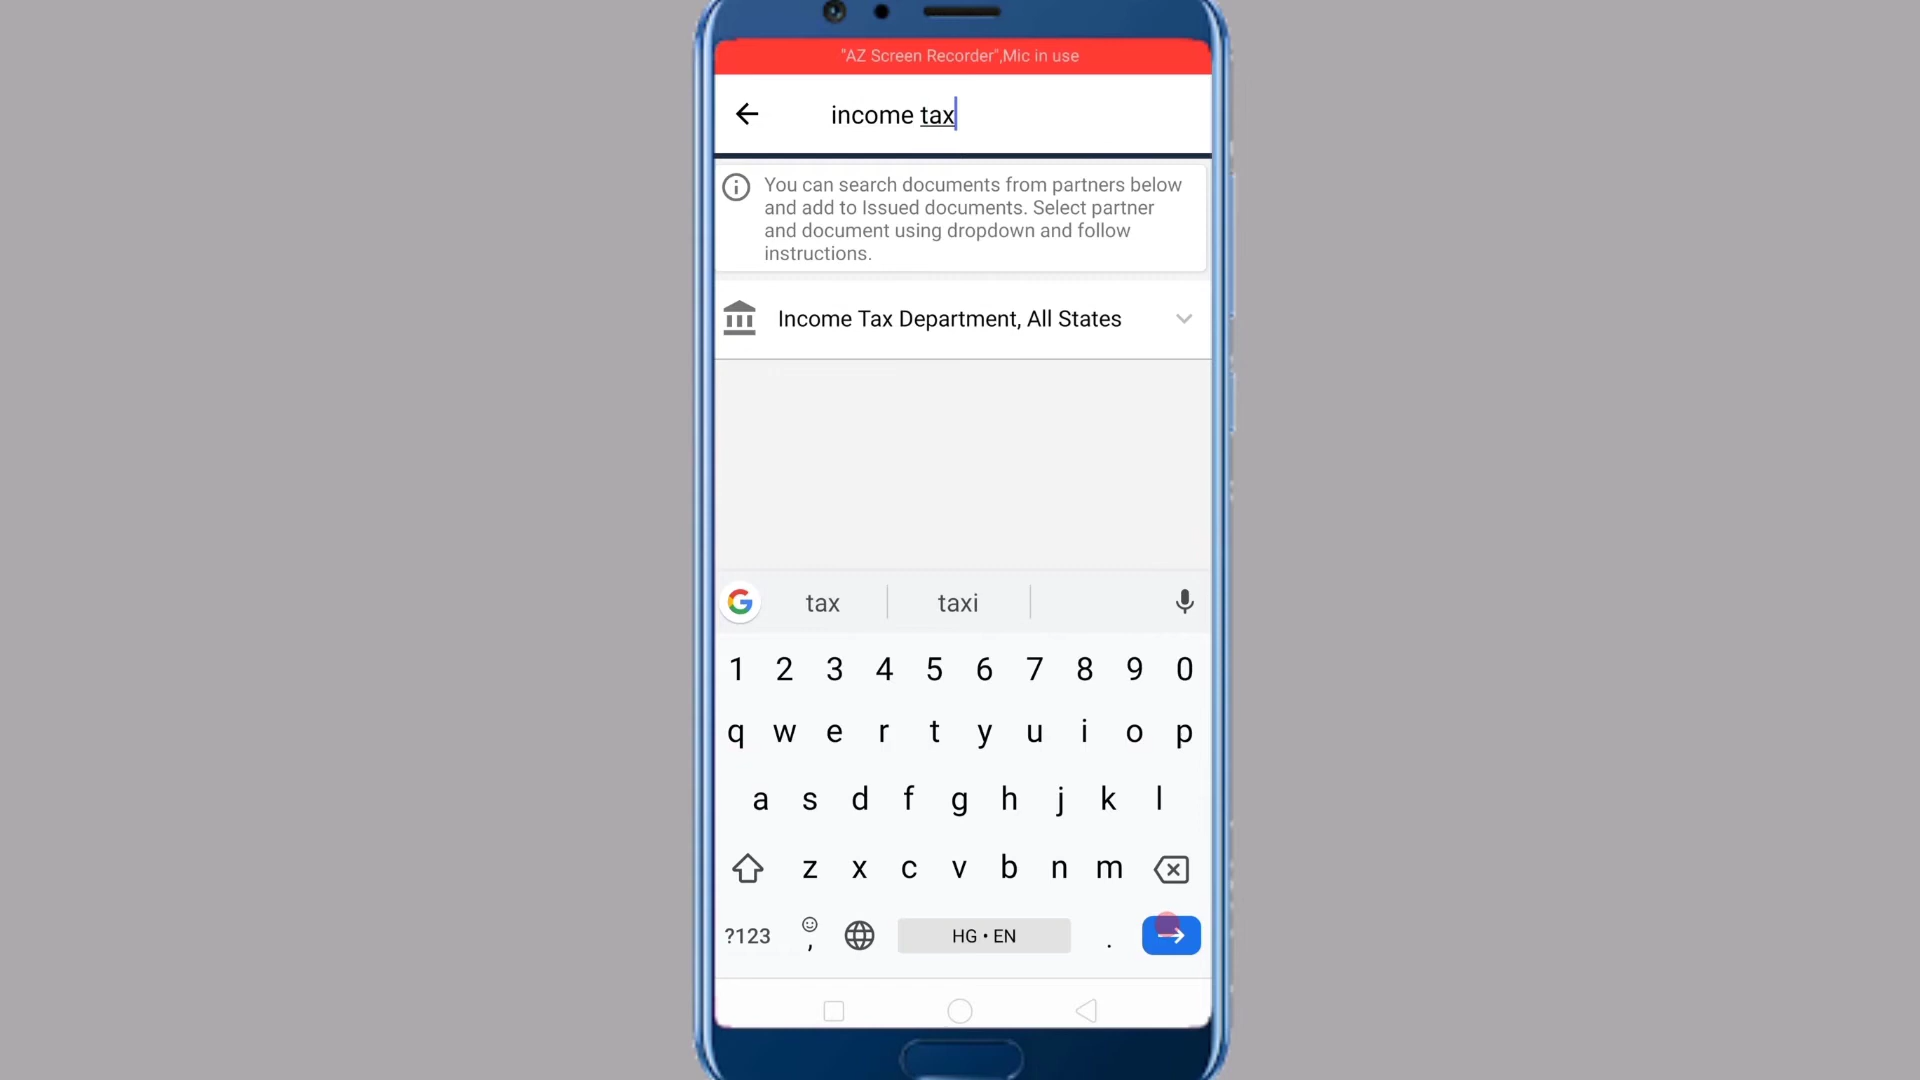 "AZ Screen Recorder",Mic in use
income tax
You can search documents from partners below
and add to Issued documents. Select partner
and document using dropdown and follow
instructions.
Income Tax Department, All States
tax taxi
1 2 3 4 5 6 7 8 9 0
q w e r t y u i o p
a s d f g h j k l
z x c v b n m
?123 , HG • EN .